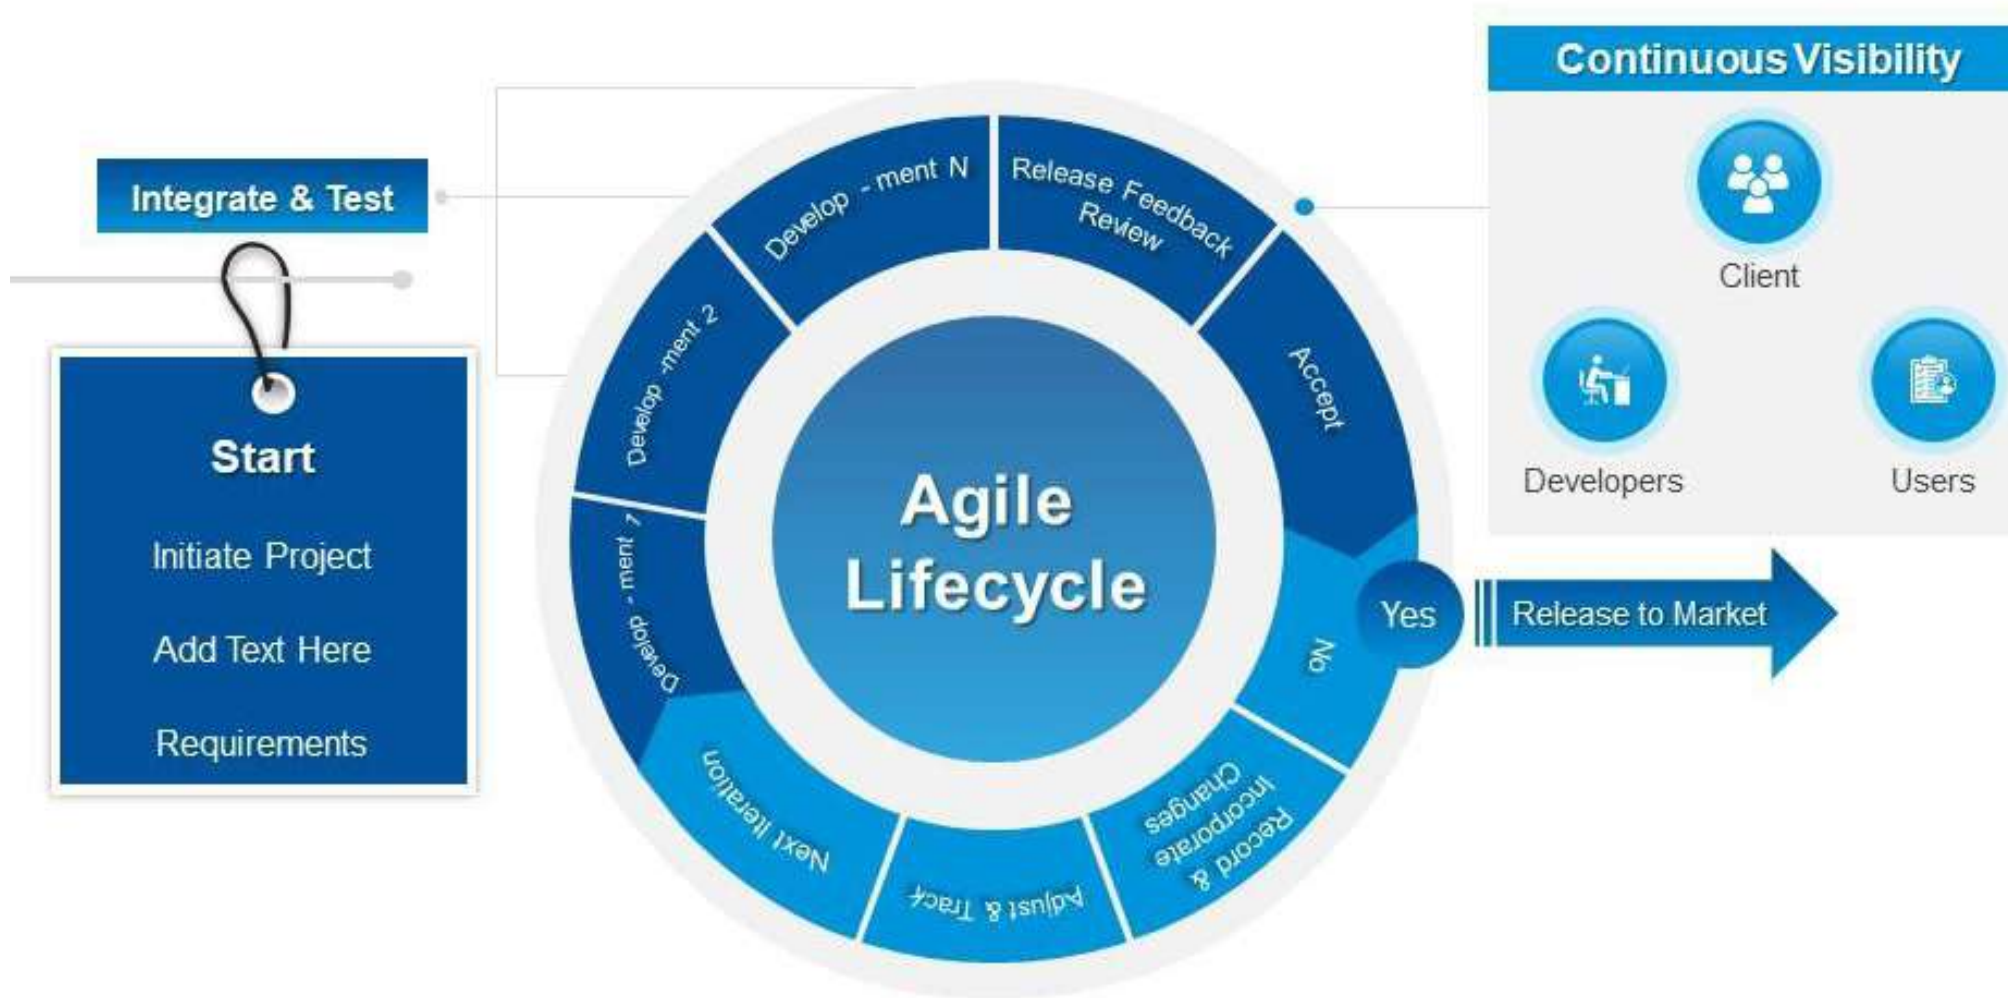 Continuous Visibility
Client
Developers
Users
Integrate & Test
Start
Initiate Project
Add Text Here
Requirements
Develop - ment 1
Develop -ment 2
Develop - ment N
Release Feedback
Review
Accept
Yes
Release to Market
No
Record &
Incorporate
Changes
Adjust & Track
Next Iteration
Agile
Lifecycle